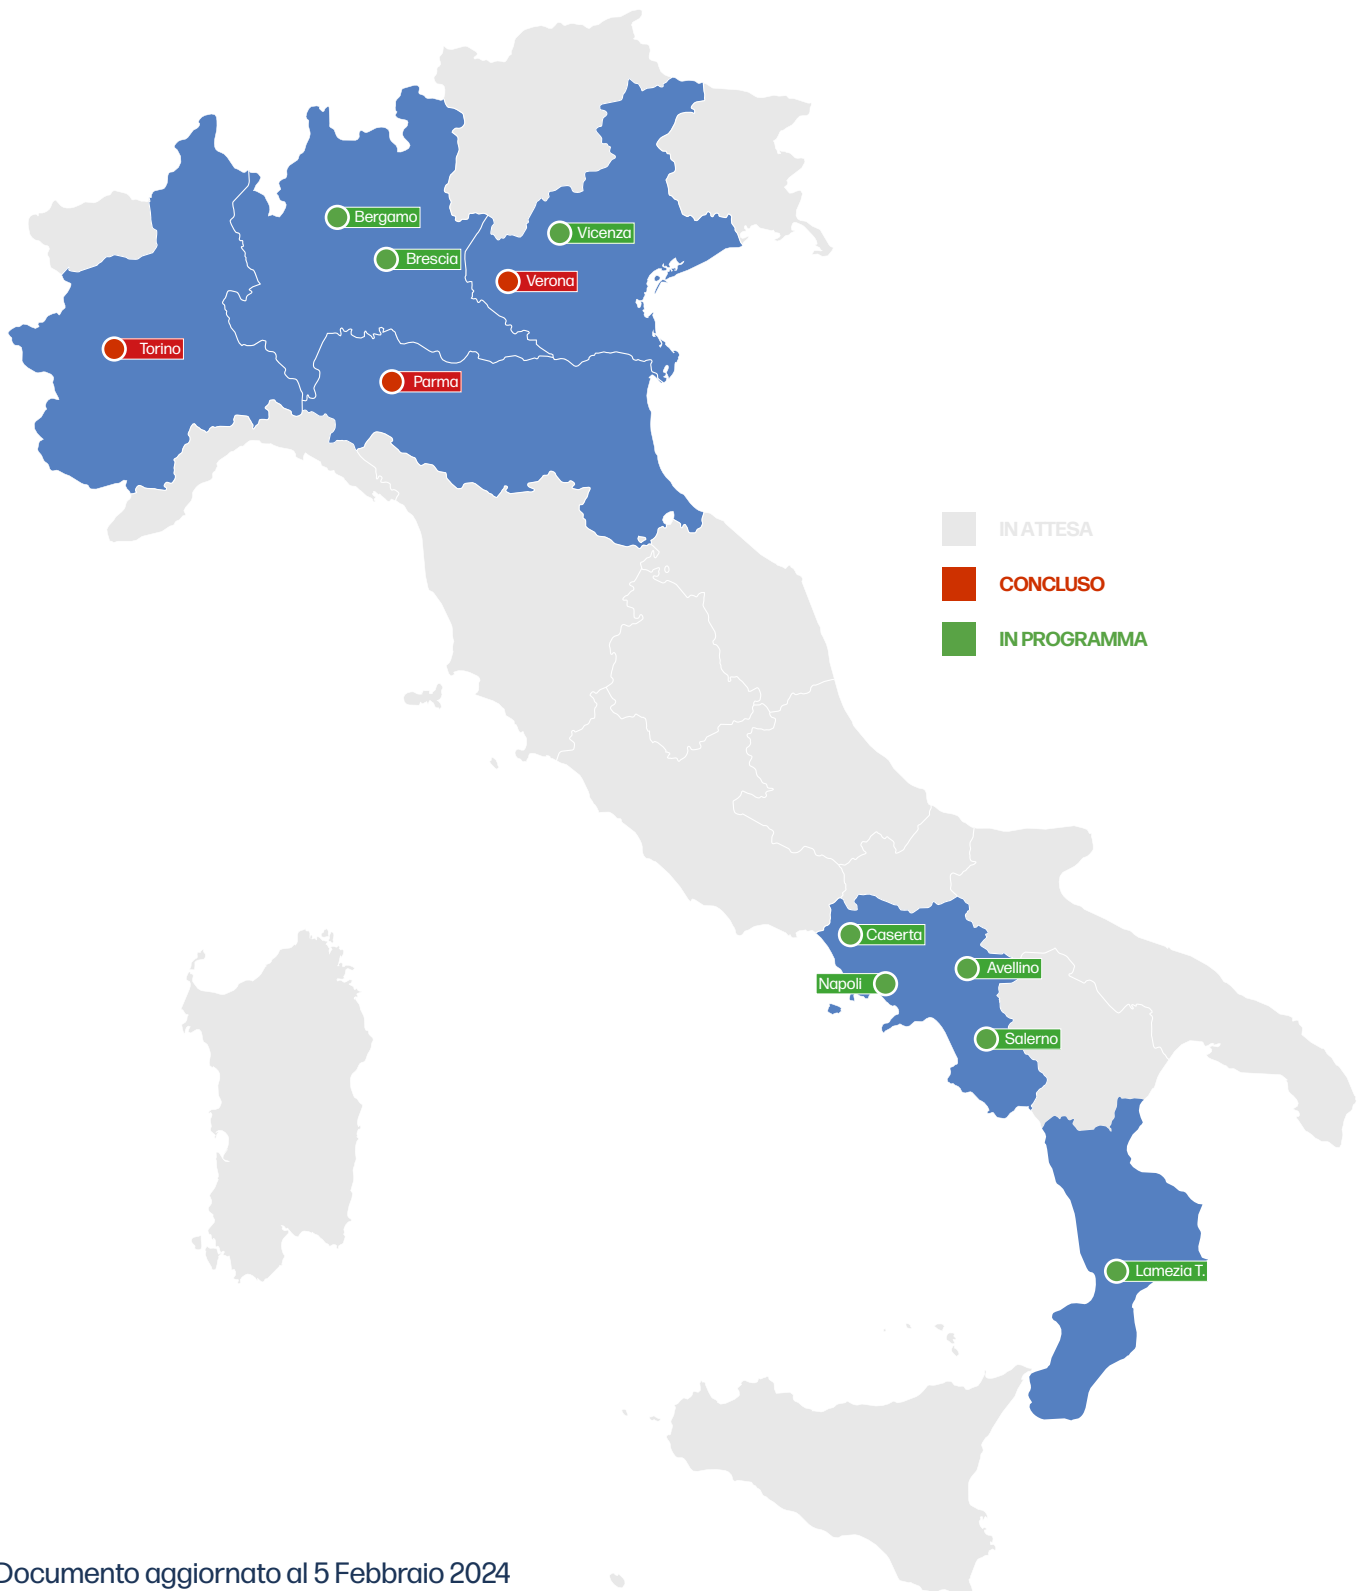 Bergamo
Vicenza
Brescia
Verona
Torino
Parma
IN ATTESA
CONCLUSO
IN PROGRAMMA
Caserta
Avellino
Napoli
Salerno
Lamezia T.
Documento aggiornato al 5 Febbraio 2024